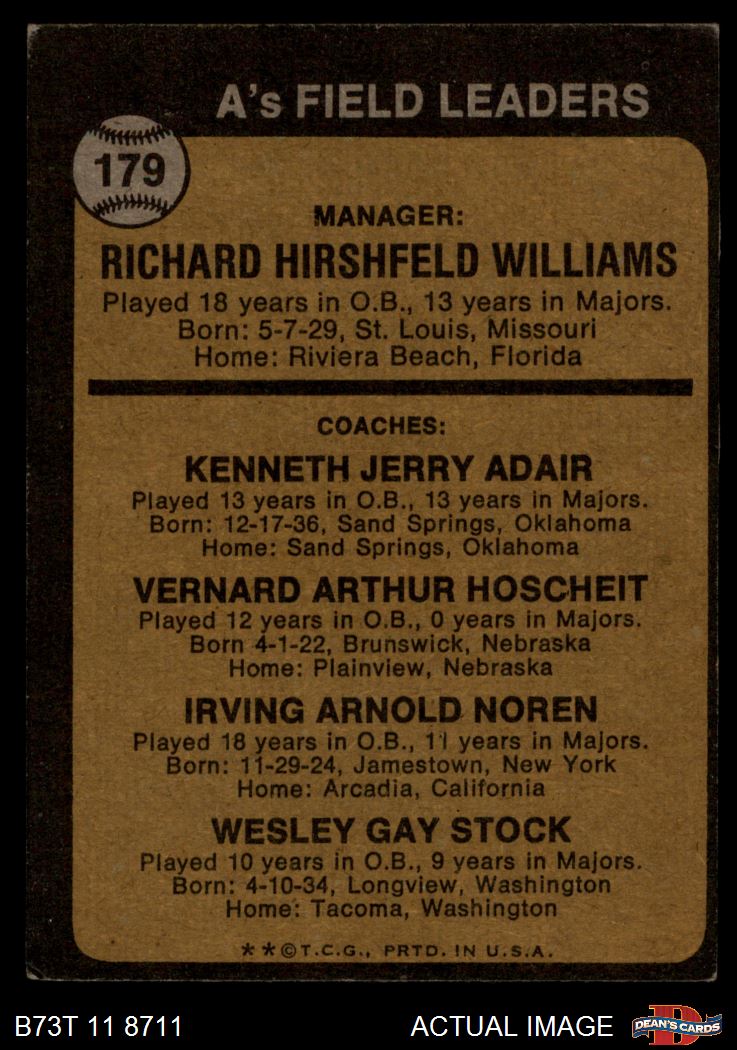 A's FIELD LEADERS
179
MANAGER:
RICHARD HIRSHFELD WILLIAMS
Played 18 years in O.B., 13 years in Majors.
Born: 5-7-29, St. Louis, Missouri
Home: Riviera Beach, Florida
COACHES:
KENNETH JERRY ADAIR
Played 13 years in O.B., 13 years in Majors.
Born: 12-17-36, Sand Springs, Oklahoma
Home: Sand Springs, Oklahoma
VERNARD ARTHUR HOSCHEIT
Played 12 years in O.B., 0 years in Majors.
Born 4-1-22, Brunswick, Nebraska
Home: Plainview, Nebraska
IRVING ARNOLD NOREN
Played 18 years in O.B., 11 years in Majors.
Born: 11-29-24, Jamestown, New York
Home: Arcadia, California
WESLEY GAY STOCK
Played 10 years in O.B., 9 years in Majors.
Born: 4-10-34, Longview, Washington
Home: Tacoma, Washington
**©T.C.G., PRTD. IN U.S.A.
B73T 11 8711 ACTUAL IMAGE DEAN'S CARDS